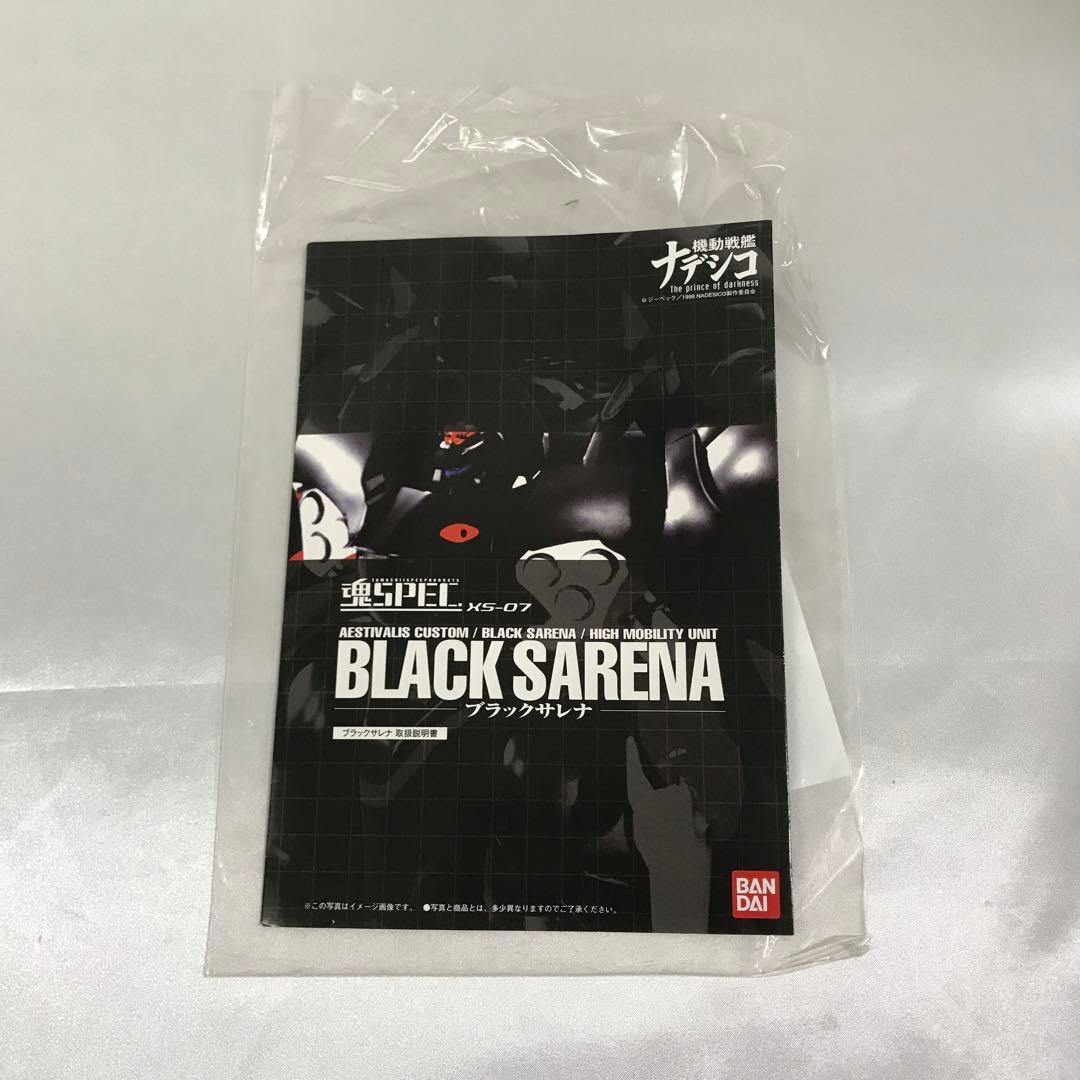 機動戦艦
ナデシコ
The prince of darkness
© ジーベック/1998 NADESICO製作委員会
TAMASHII SPEC PRODUCTS
魂SPEC XS-07
AESTIVALIS CUSTOM / BLACK SARENA / HIGH MOBILITY UNIT
BLACK SARENA
ブラックサレナ
ブラックサレナ 取扱説明書
BAN
DAI
※この写真はイメージ画像です。 ●写真と商品とは、多少異なりますのでご了承ください。